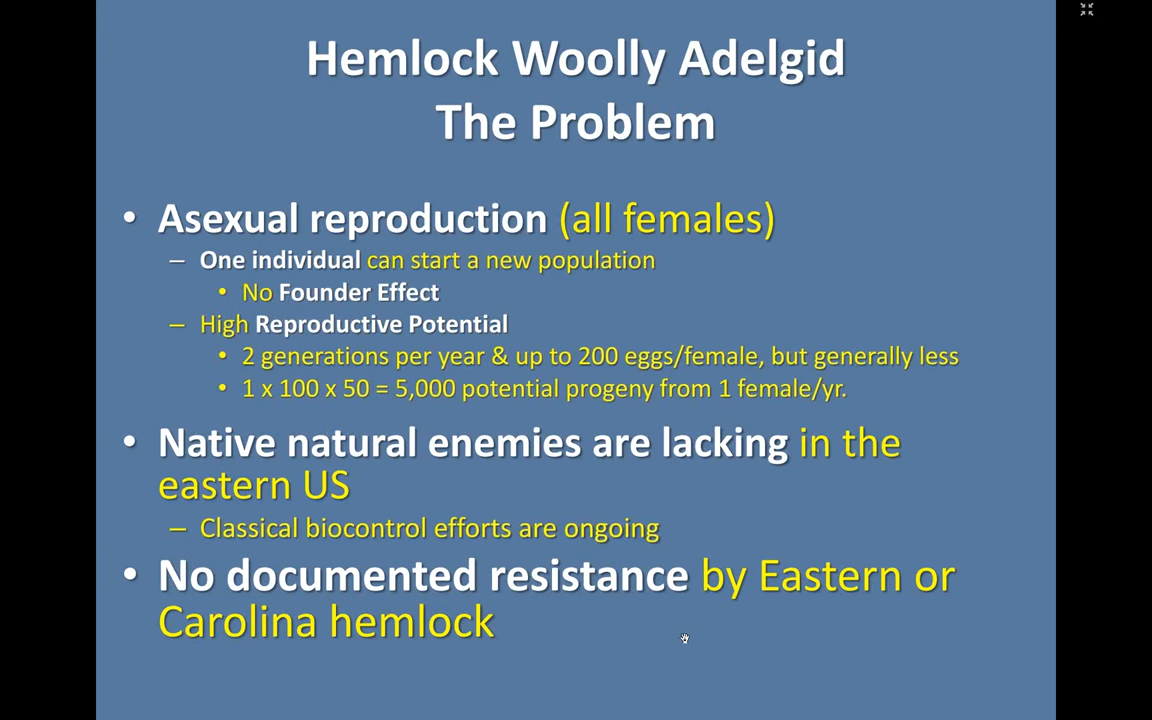 Hemlock Woolly Adelgid
The Problem
• Asexual reproduction (all females)
– One individual can start a new population
• No Founder Effect
– High Reproductive Potential
• 2 generations per year & up to 200 eggs/female, but generally less
• 1 x 100 x 50 = 5,000 potential progeny from 1 female/yr.
• Native natural enemies are lacking in the
eastern US
– Classical biocontrol efforts are ongoing
• No documented resistance by Eastern or
Carolina hemlock